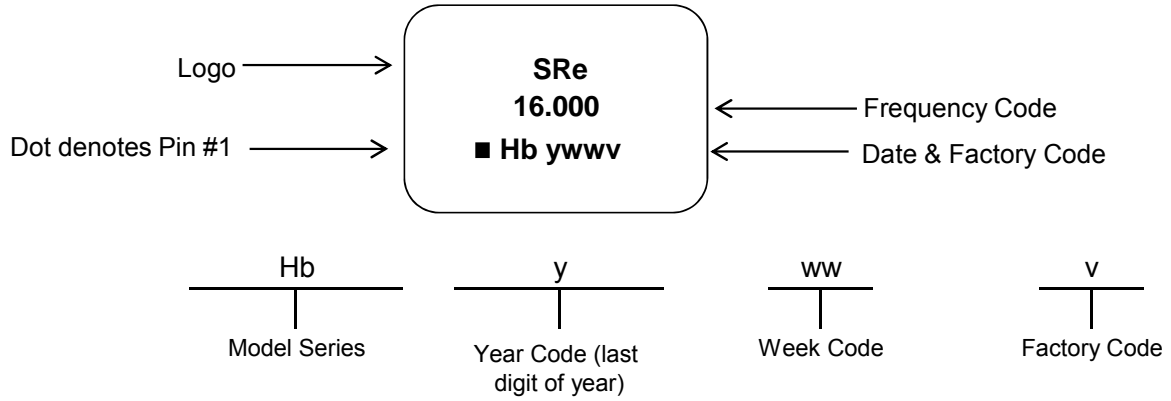 SRe
Logo
16.000
Frequency Code
Dot denotes Pin #1
■ Hb ywwv
Date & Factory Code
Hb
y
ww
v
Model Series
Year Code (last
digit of year)
Week Code
Factory Code